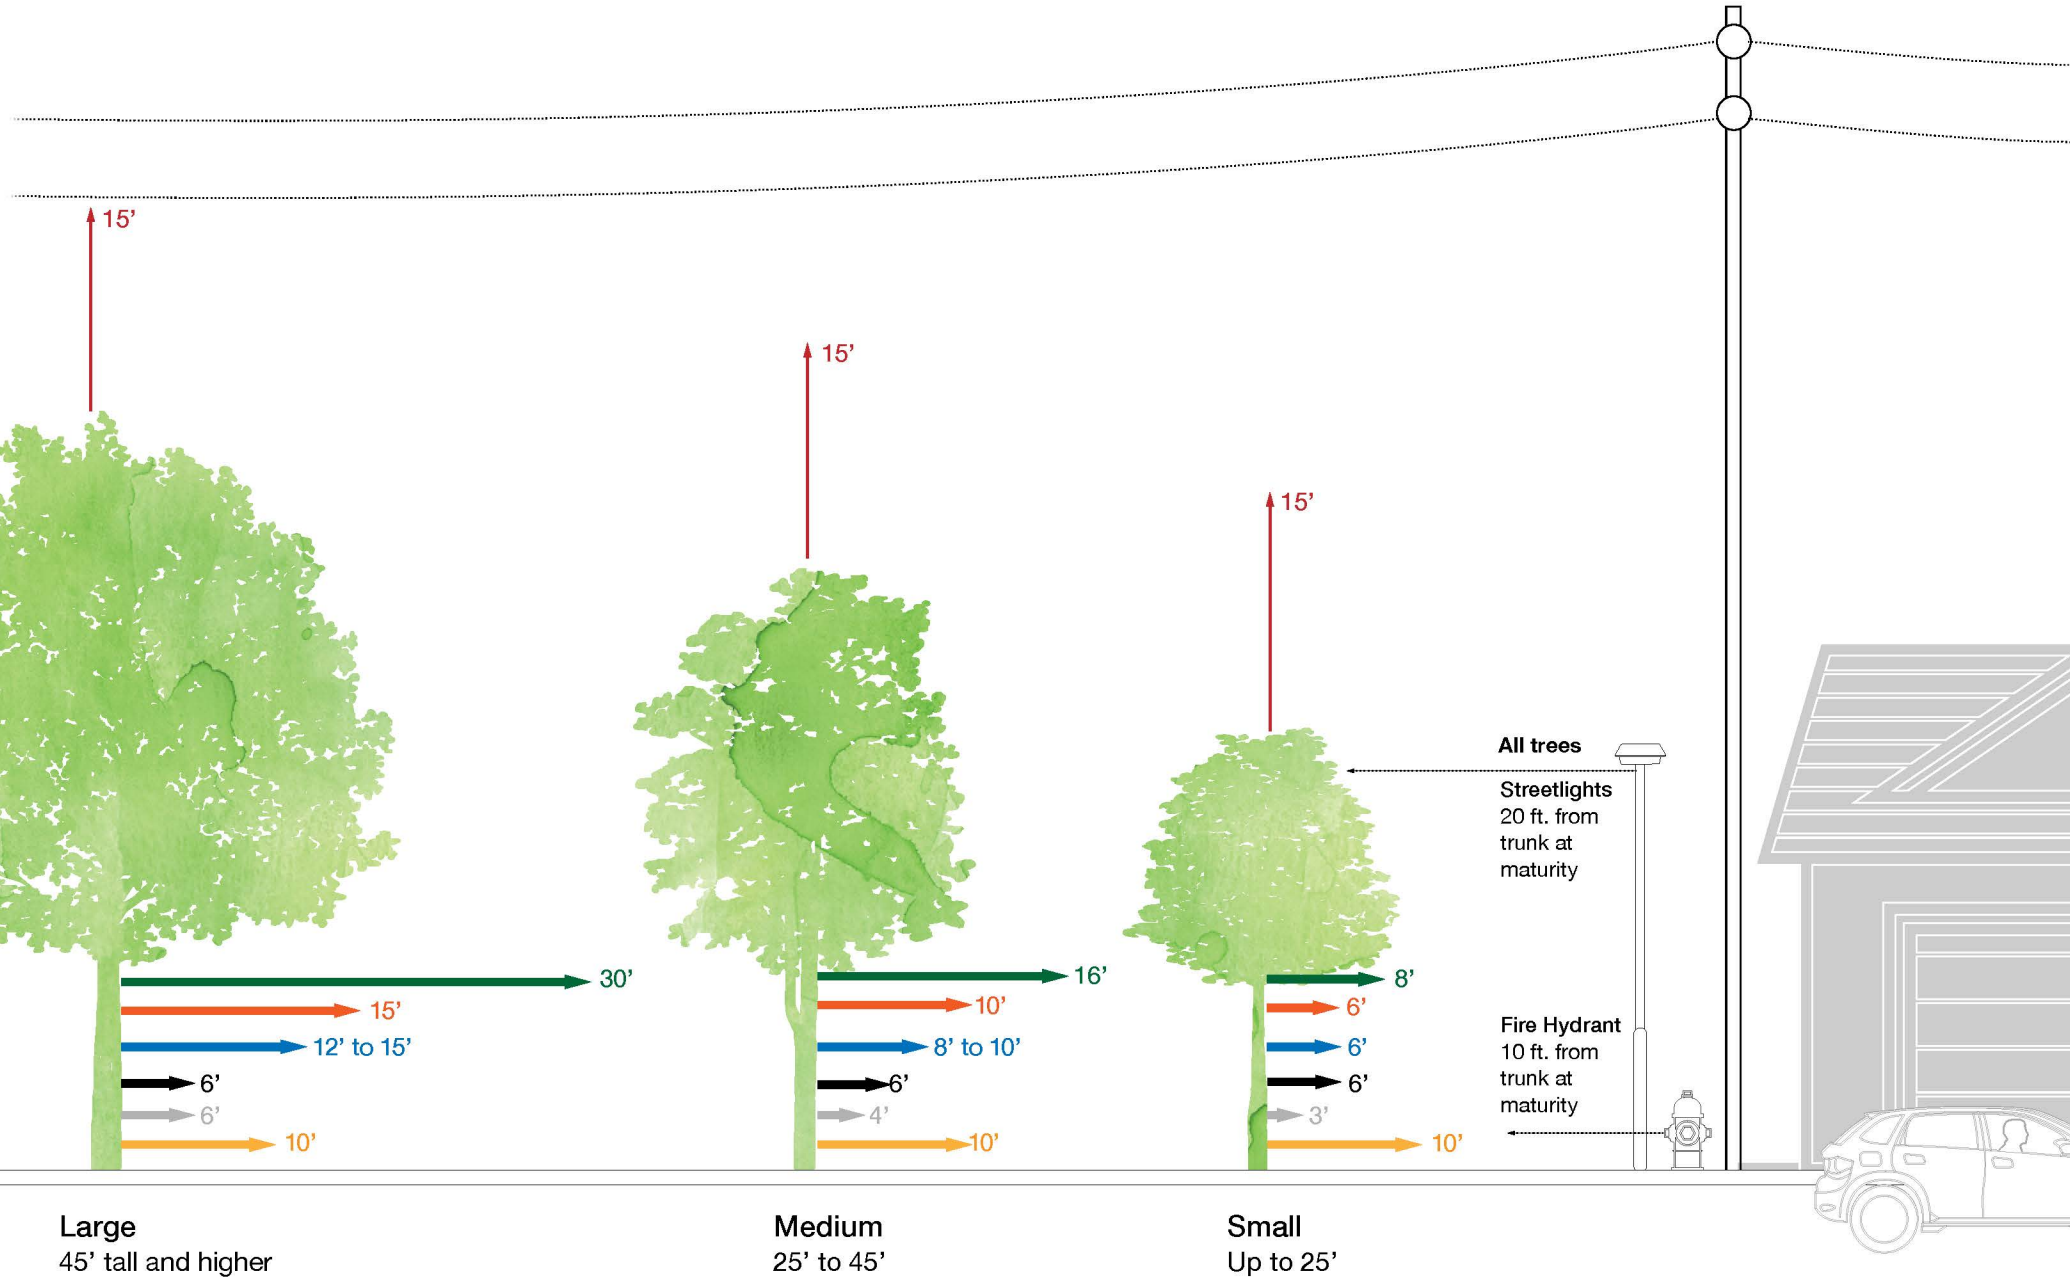 15’
15’
15’
All trees
Streetlights
20 ft. from
trunk at
maturity
30’
15’
12’ to 15’
6’
6’
10’
16’
10’
8’ to 10’
6’
4’
10’
8’
6’
6’
6’
3’
10’
Fire Hydrant
10 ft. from
trunk at
maturity
Large
45’ tall and higher
Medium
25’ to 45’
Small
Up to 25’